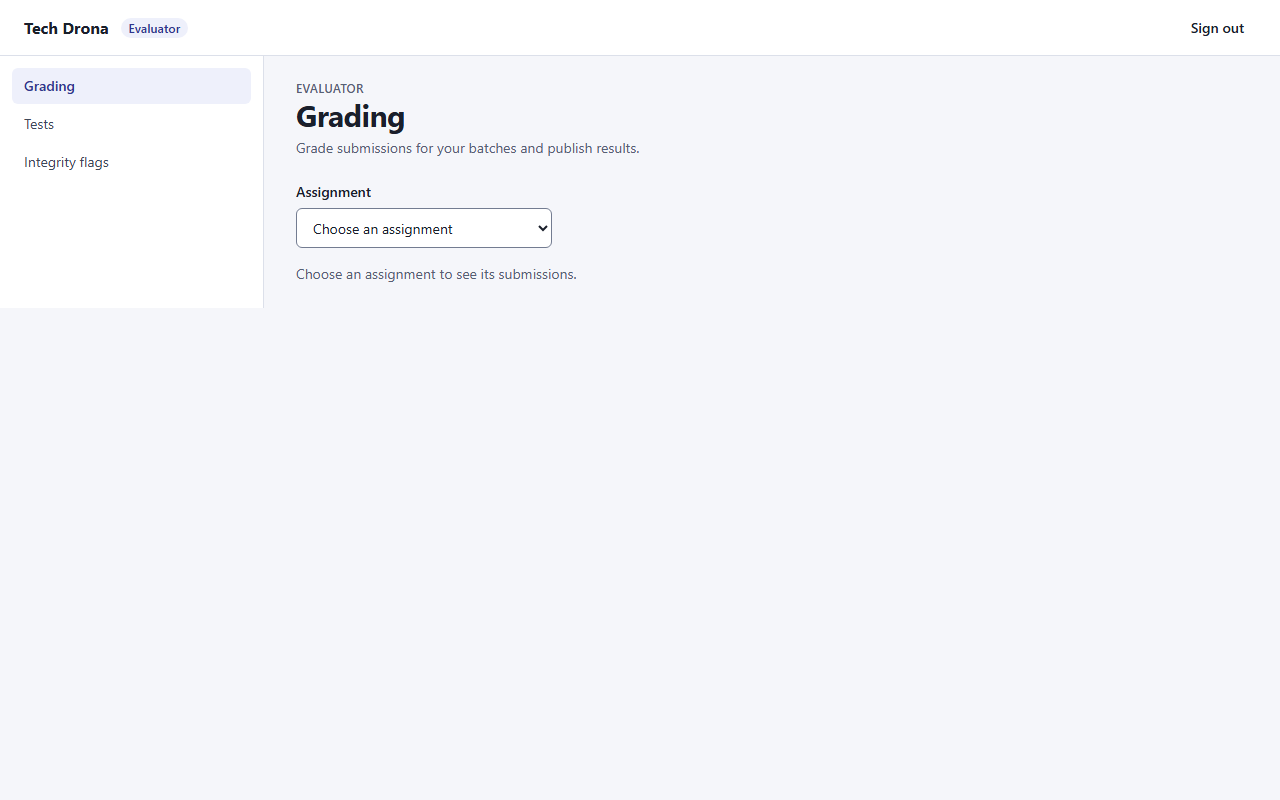 Tech Drona Evaluator Sign out
Grading
Tests
Integrity flags
EVALUATOR
Grading
Grade submissions for your batches and publish results.
Assignment
Choose an assignment
Choose an assignment to see its submissions.